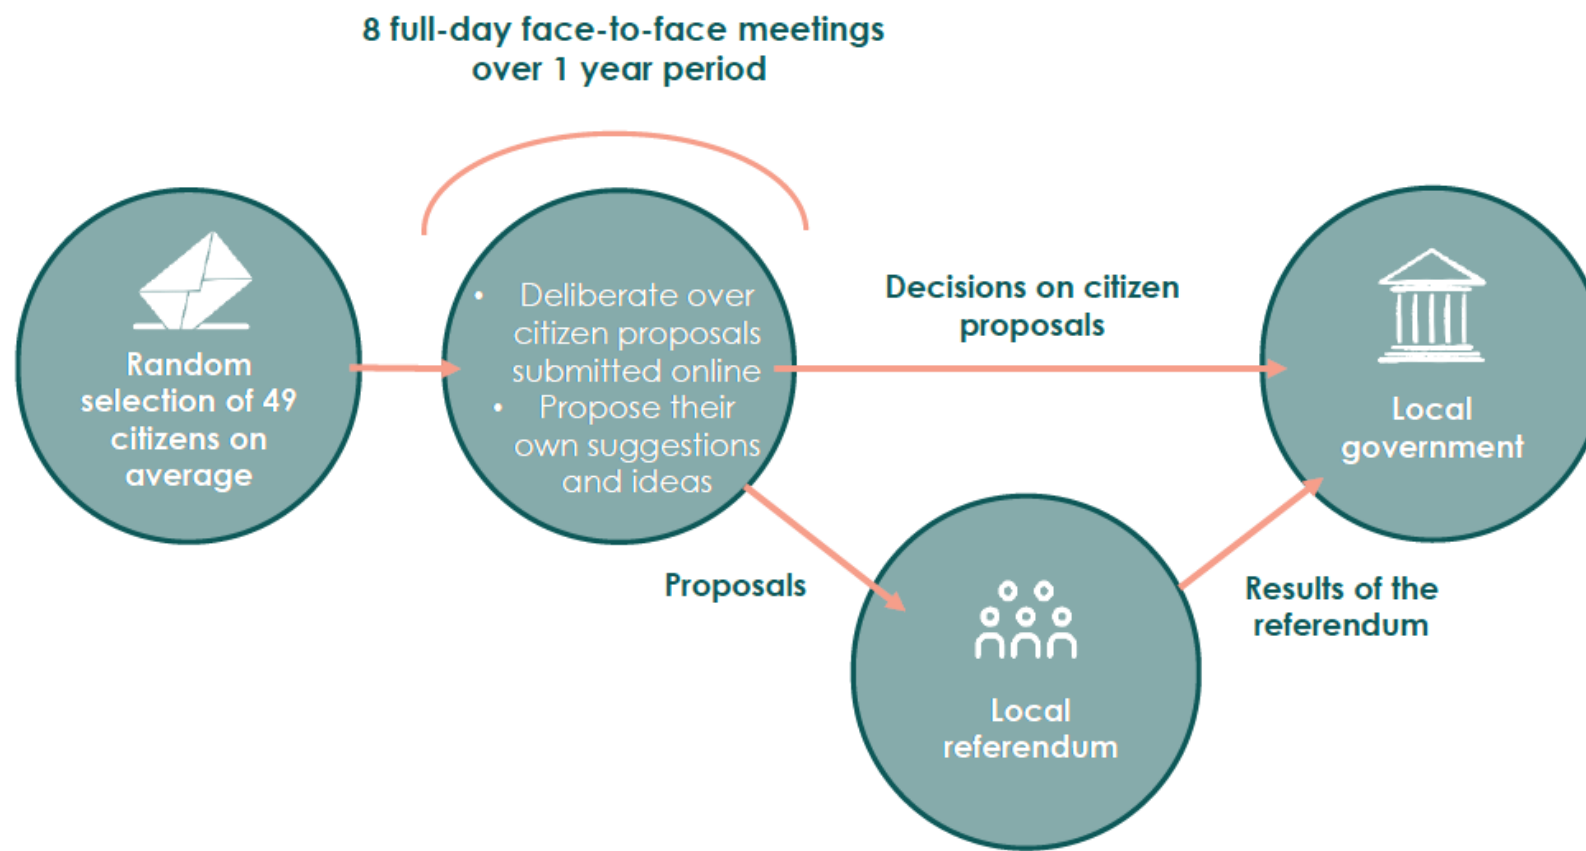 8 full-day face-to-face meetings
over 1 year period
Random
selection of 49
citizens on
average
• Deliberate over
citizen proposals
submitted online
• Propose their
own suggestions
and ideas
Decisions on citizen
proposals
Local
government
Proposals
Local
referendum
Results of the
referendum